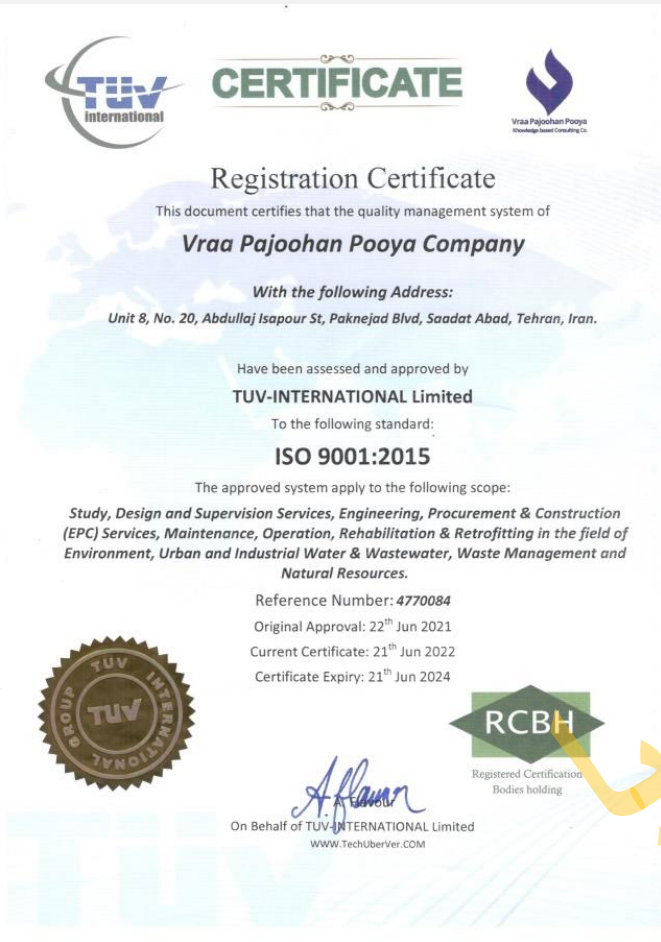 TÜV
international
CERTIFICATE
Vraa Pajoohan Pooya
Knowledge based Consulting Co.
Registration Certificate
This document certifies that the quality management system of
Vraa Pajoohan Pooya Company
With the following Address:
Unit 8, No. 20, Abdullaj Isapour St, Paknejad Blvd, Saadat Abad, Tehran, Iran.
Have been assessed and approved by
TUV-INTERNATIONAL Limited
To the following standard:
ISO 9001:2015
The approved system apply to the following scope:
Study, Design and Supervision Services, Engineering, Procurement & Construction
(EPC) Services, Maintenance, Operation, Rehabilitation & Retrofitting in the field of
Environment, Urban and Industrial Water & Wastewater, Waste Management and
Natural Resources.
Reference Number: 4770084
Original Approval: 22th Jun 2021
Current Certificate: 21th Jun 2022
Certificate Expiry: 21th Jun 2024
TUV INTERNATIONAL GROUP
TUV
RCBH
Registered Certification
Bodies holding
A. Flavour
On Behalf of TUV-INTERNATIONAL Limited
WWW.TechUberVer.COM
TÜV